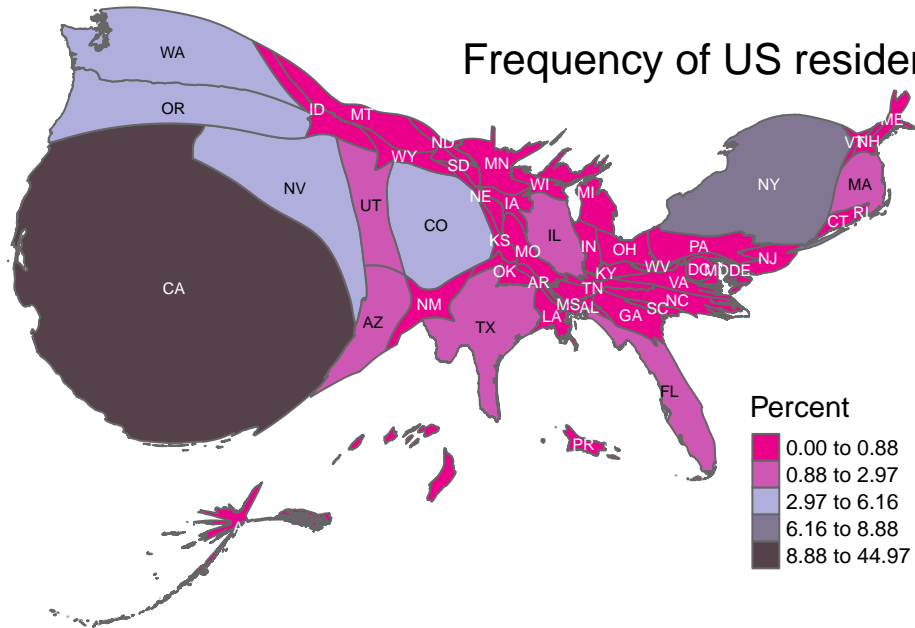 Frequency of US reside
WA
OR
ID
MT
ND
MN
ME
VT
NH
WY
SD
WI
MI
NY
MA
NV
UT
CO
NE
IA
IL
CT
RI
KS
MO
IN
OH
PA
NJ
CA
OK
AR
KY
WV
DC
MD
DE
VA
AZ
NM
TX
LA
MS
AL
TN
GA
SC
NC
FL
PR
Percent
0.00 to 0.88
0.88 to 2.97
2.97 to 6.16
6.16 to 8.88
8.88 to 44.97